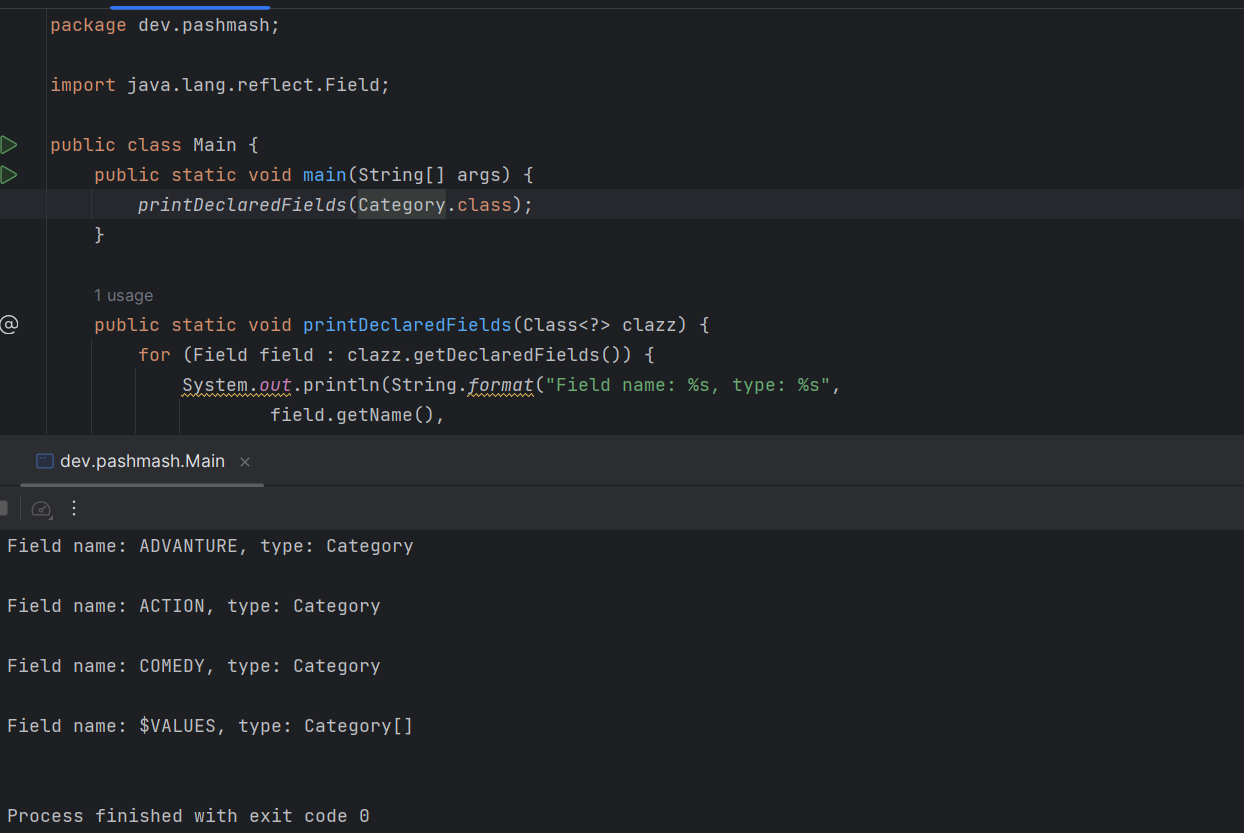 package dev.pashmash;
import java.lang.reflect.Field;
public class Main {
public static void main(String[] args) {
printDeclaredFields(Category.class);
}
1 usage
@
public static void printDeclaredFields(Class<?> clazz) {
for (Field field : clazz.getDeclaredFields()) {
System.out.println(String.format("Field name: %s, type: %s",
field.getName(),
dev.pashmash.Main
Field name: ADVANTURE, type: Category
Field name: ACTION, type: Category
Field name: COMEDY, type: Category
Field name: $VALUES, type: Category[]
Process finished with exit code 0